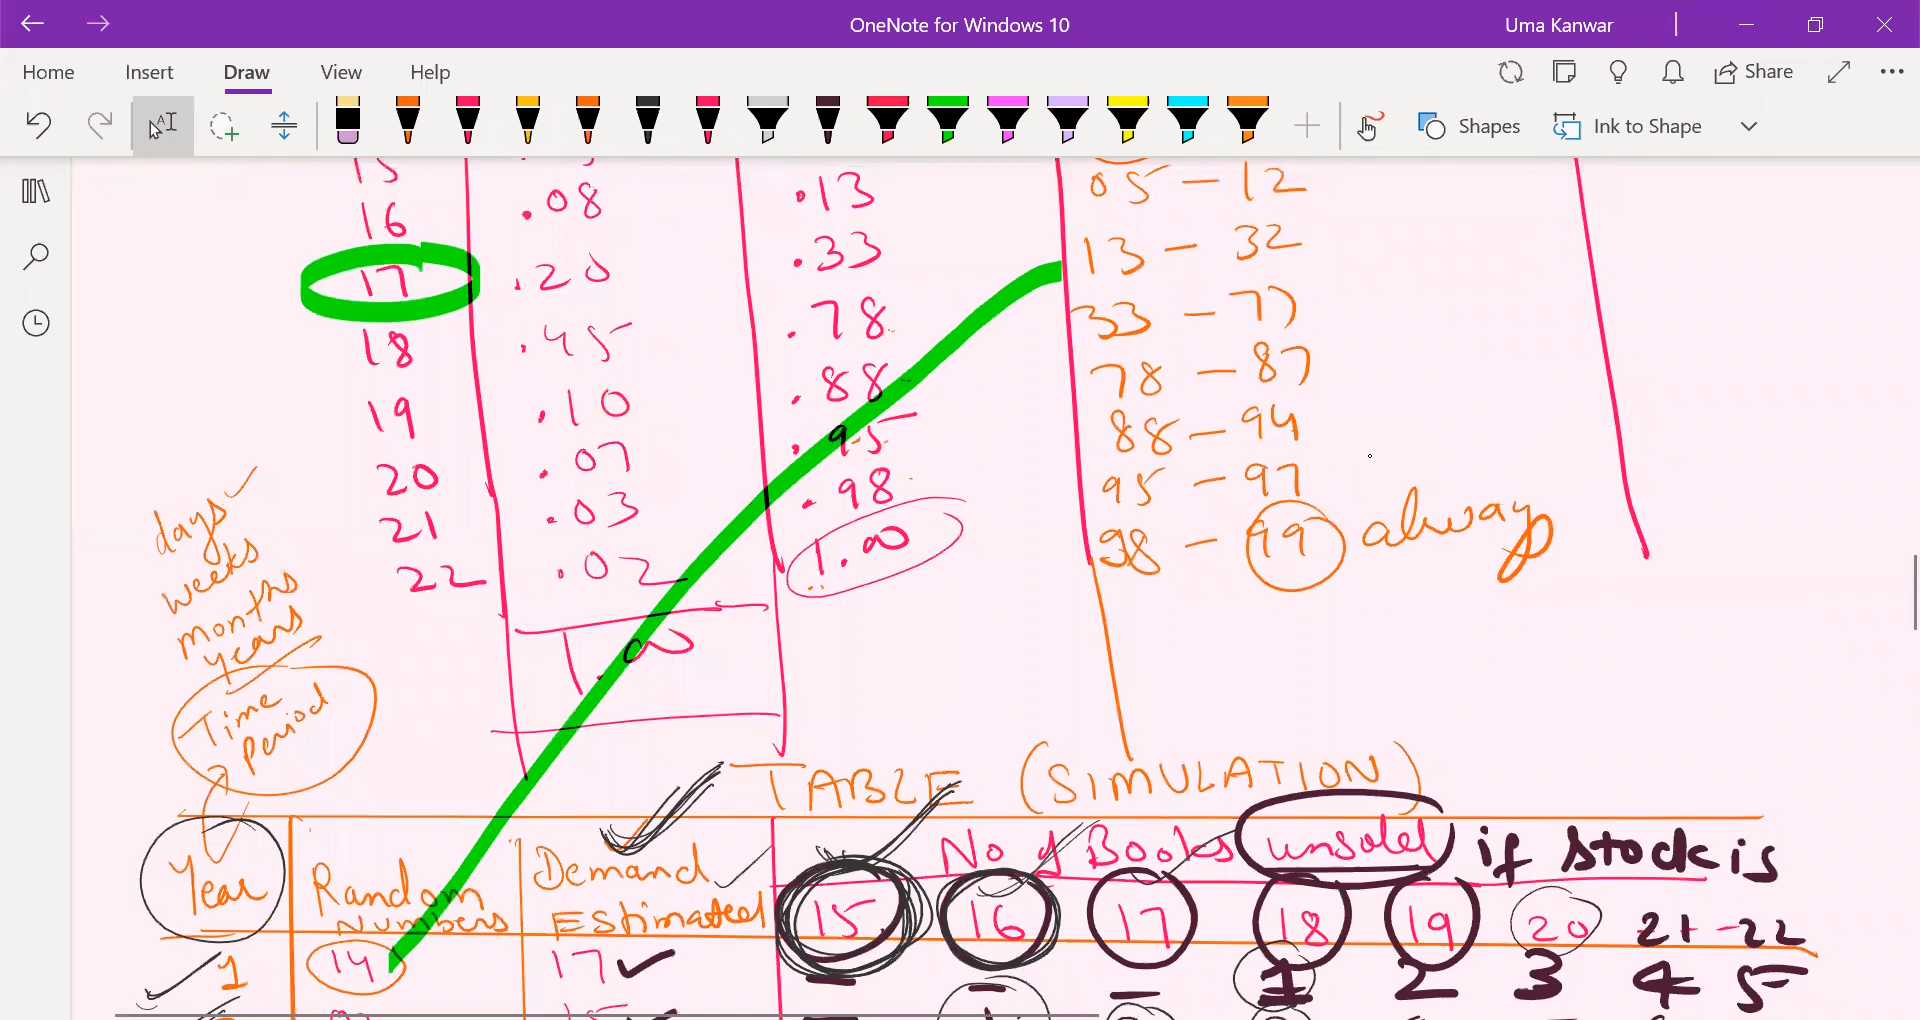 OneNote for Windows 10
Uma Kanwar
Home Insert Draw View Help Share
Shapes Ink to Shape
15 05 - 12
16 .08 .13
17 .20 .33 13 - 32
18 .45 .78 33 - 77
19 .10 .88 78 - 87
20 .07 .95 88 - 94
21 .03 .98 95 - 97
22 .02 1.00 98 - 99 always
1.00
days
weeks
months
years
Time
Period
TABLE (SIMULATION)
No of Books unsold if stock is
Year Random Numbers Demand Estimated 15 16 17 18 19 20 21 - 22
1 14 17 - - - 1 2 3 4 5
15